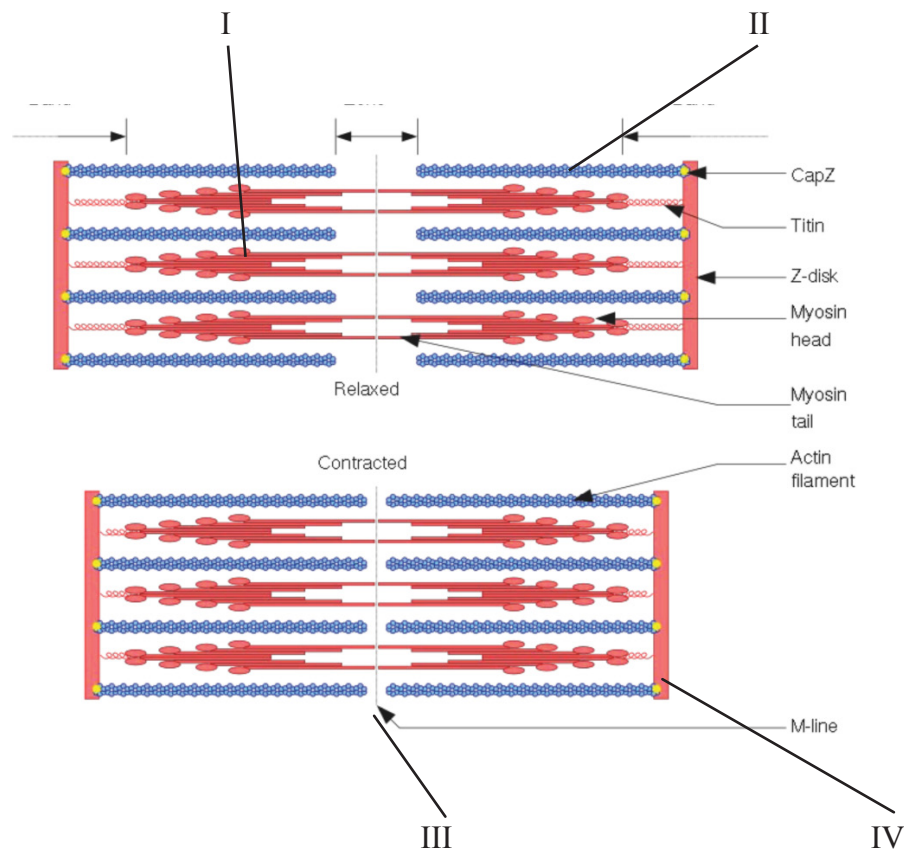 I
II
CapZ
Titin
Z-disk
Myosin
head
Relaxed
Myosin
tail
Contracted
Actin
filament
M-line
III
IV